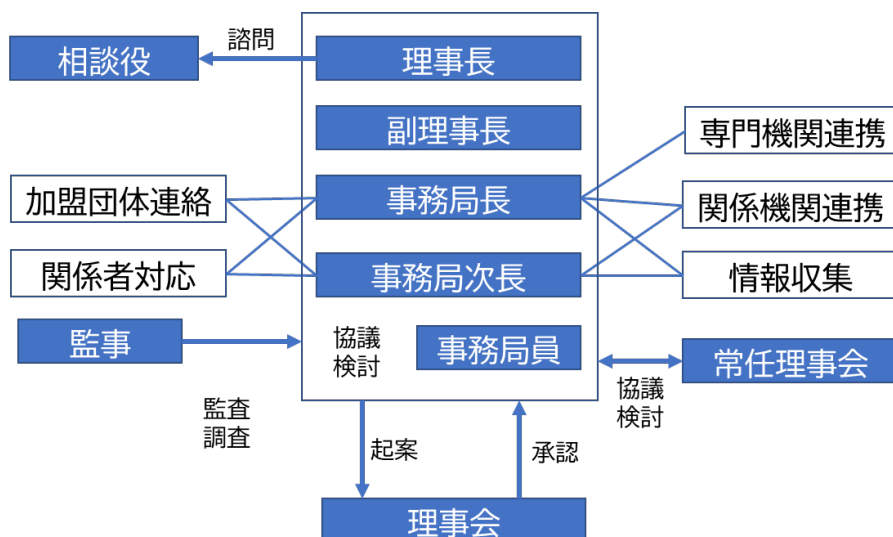 諮問
相談役
理事長
副理事長
専門機関連携
加盟団体連絡
事務局長
関係機関連携
関係者対応
事務局次長
情報収集
監事
協議
検討
事務局員
常任理事会
協議
検討
監査
調査
起案
承認
理事会